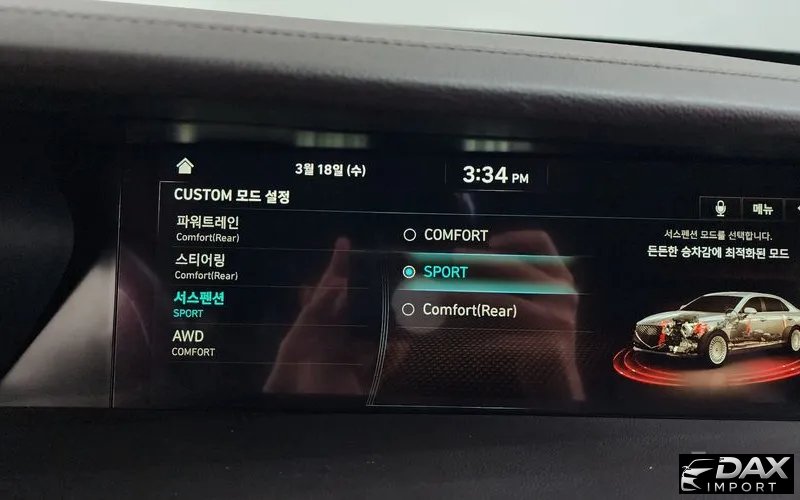 3월 18일 (수)
3:34 PM
CUSTOM 모드 설정
메뉴
파워트레인
Comfort(Rear)
스티어링
Comfort(Rear)
서스펜션
SPORT
AWD
COMFORT
COMFORT
SPORT
Comfort(Rear)
서스펜션 모드를 선택합니다.
든든한 승차감에 최적화된 모드
DAX
IMPORT